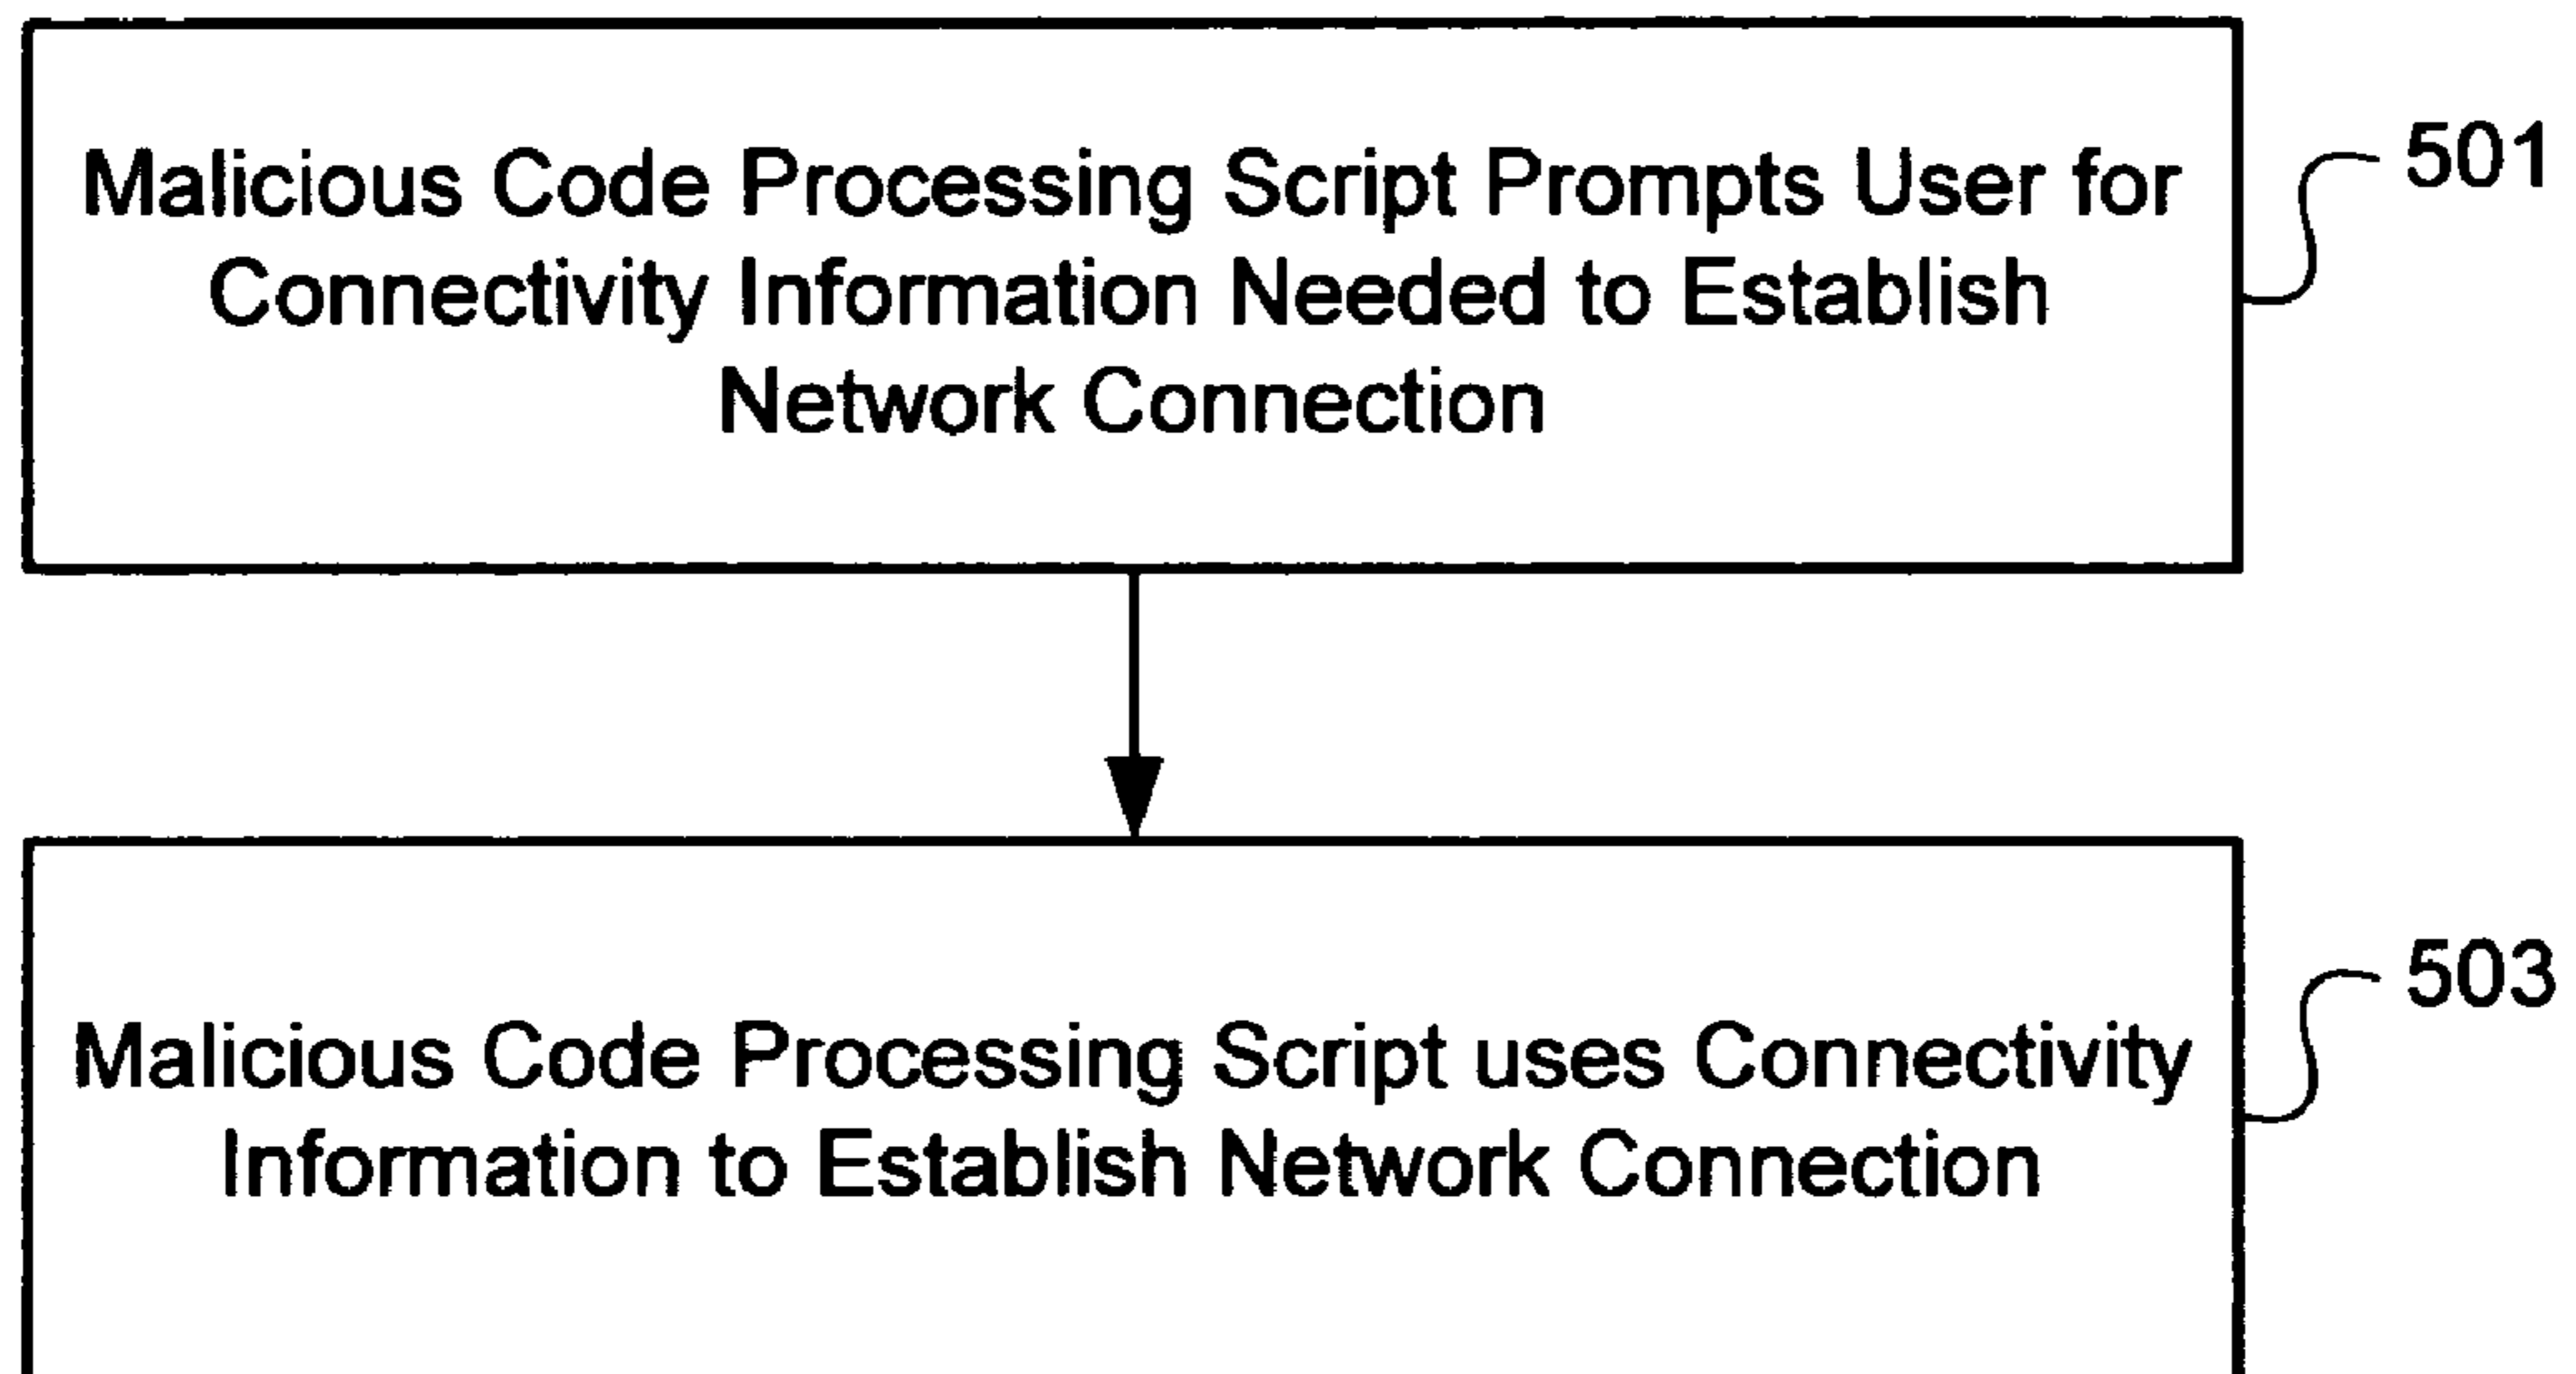 Malicious Code Processing Script Prompts User for
Connectivity Information Needed to Establish
Network Connection
501
Malicious Code Processing Script uses Connectivity
Information to Establish Network Connection
503